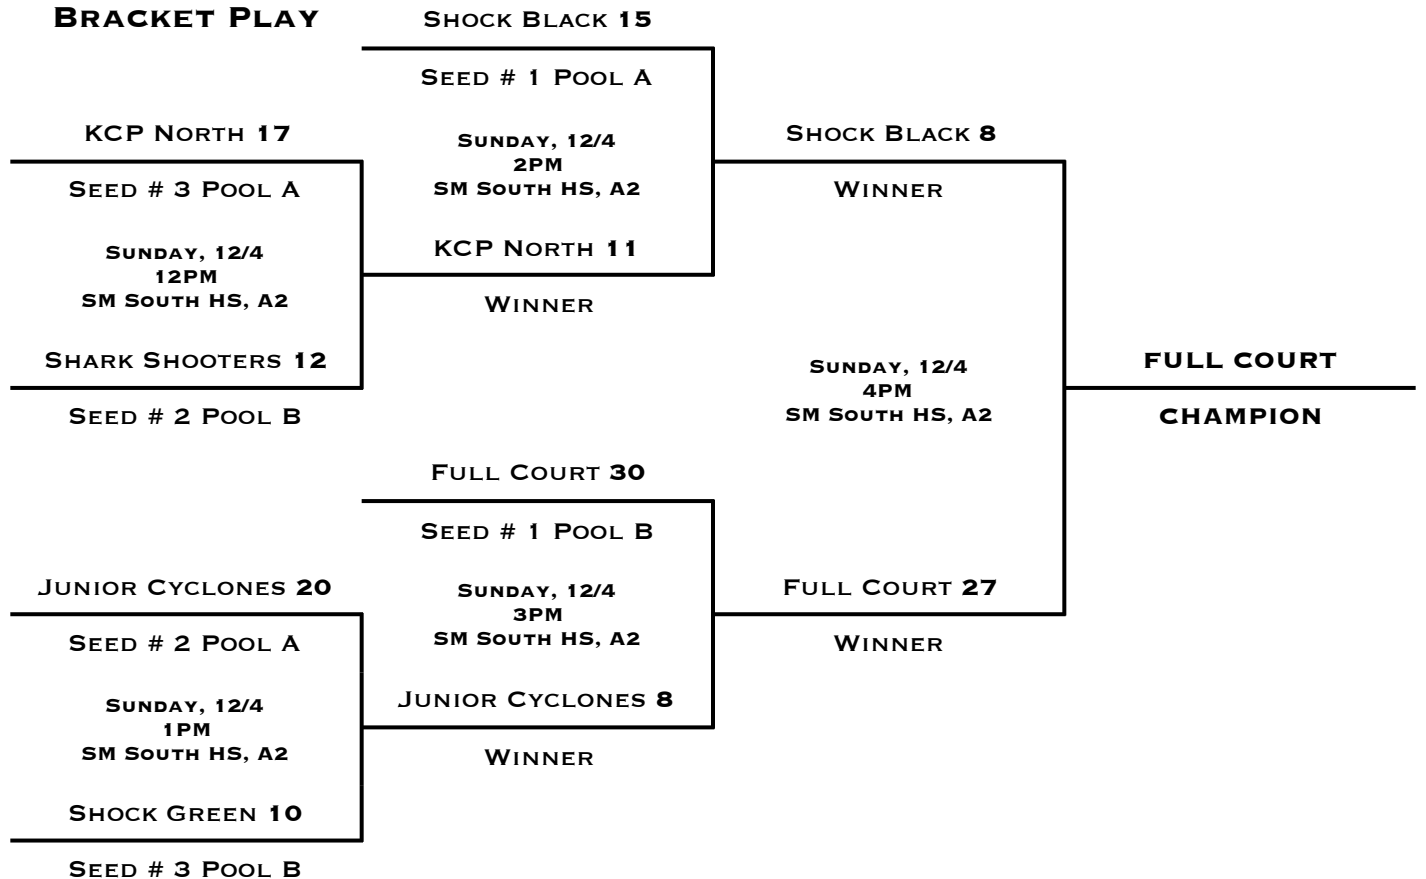 Bracket Play
Shock Black 15
Seed # 1 Pool A
KCP North 17
Sunday, 12/4
2PM
SM South HS, A2
Shock Black 8
Seed # 3 Pool A
Winner
Sunday, 12/4
12PM
SM South HS, A2
KCP North 11
Winner
Shark Shooters 12
Seed # 2 Pool B
Sunday, 12/4
4PM
SM South HS, A2
FULL COURT
CHAMPION
Full Court 30
Seed # 1 Pool B
Junior Cyclones 20
Sunday, 12/4
3PM
SM South HS, A2
Full Court 27
Seed # 2 Pool A
Winner
Sunday, 12/4
1PM
SM South HS, A2
Junior Cyclones 8
Winner
Shock Green 10
Seed # 3 Pool B